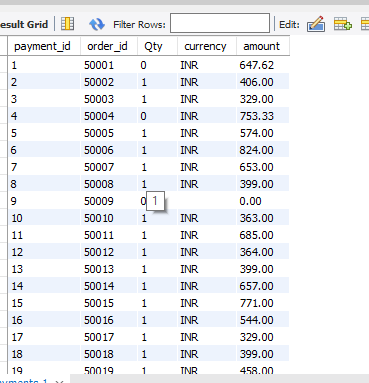 esult Grid Filter Rows: Edit:
payment_id order_id Qty currency amount
1 50001 0 INR 647.62
2 50002 1 INR 406.00
3 50003 1 INR 329.00
4 50004 0 INR 753.33
5 50005 1 INR 574.00
6 50006 1 INR 824.00
7 50007 1 INR 653.00
8 50008 1 INR 399.00
9 50009 0 1 0.00
10 50010 1 INR 363.00
11 50011 1 INR 685.00
12 50012 1 INR 364.00
13 50013 1 INR 399.00
14 50014 1 INR 657.00
15 50015 1 INR 771.00
16 50016 1 INR 544.00
17 50017 1 INR 329.00
18 50018 1 INR 399.00
19 50019 1 INR 458.00
ayments 1